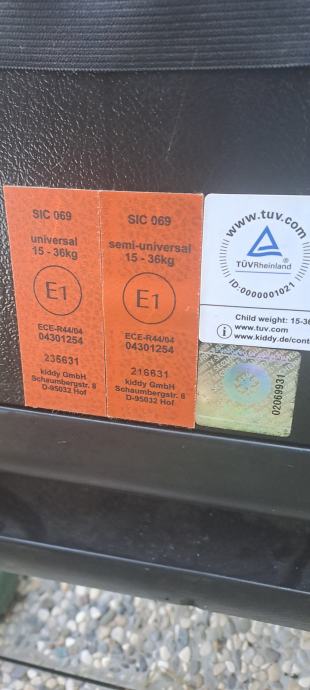 SIC 069
universal
15 - 36kg
E1
ECE-R44/04
04301254
235631
kiddy GmbH
Schaumbergstr. 8
D-95032 Hof
SIC 069
semi-universal
15 - 36kg
E1
ECE-R44/04
04301254
216631
kiddy GmbH
Schaumbergstr. 8
D-95032 Hof
www.tuv.com
TÜVRheinland
ID:0000001021
Child weight: 15-36
i www.tuv.com
www.kiddy.de/cont
02069931